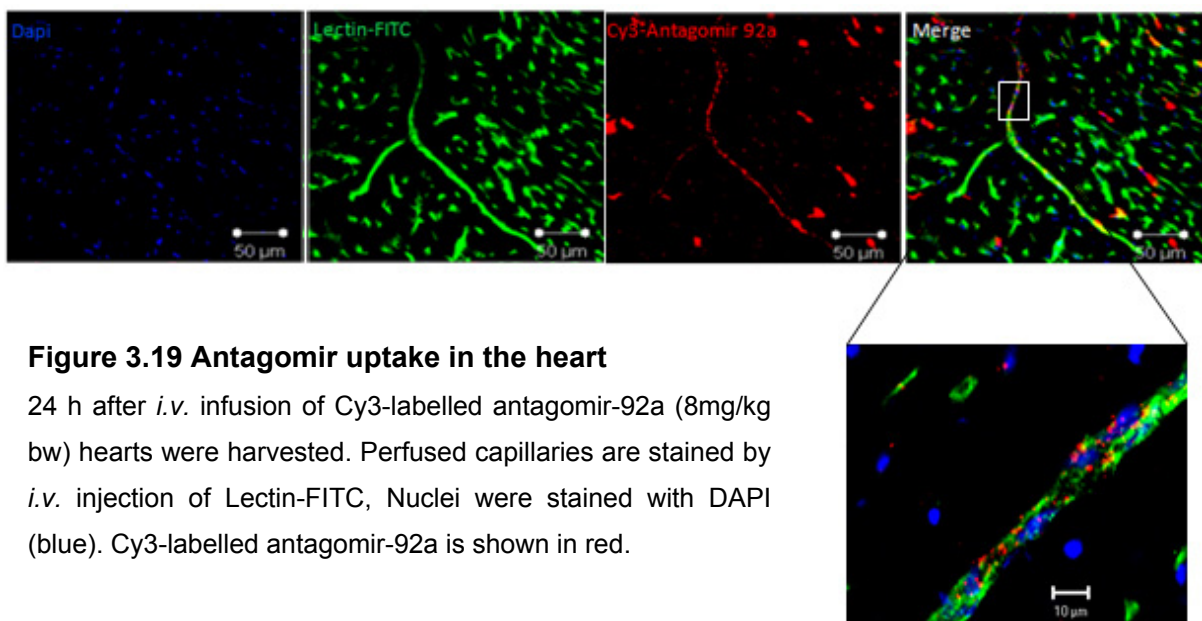 Dapi
Lectin-FITC
Cy3-Antagomir 92a
Merge
50 µm
50 µm
50 µm
50 µm
Figure 3.19 Antagomir uptake in the heart
24 h after i.v. infusion of Cy3-labelled antagomir-92a (8mg/kg
bw) hearts were harvested. Perfused capillaries are stained by
i.v. injection of Lectin-FITC, Nuclei were stained with DAPI
(blue). Cy3-labelled antagomir-92a is shown in red.
10 µm